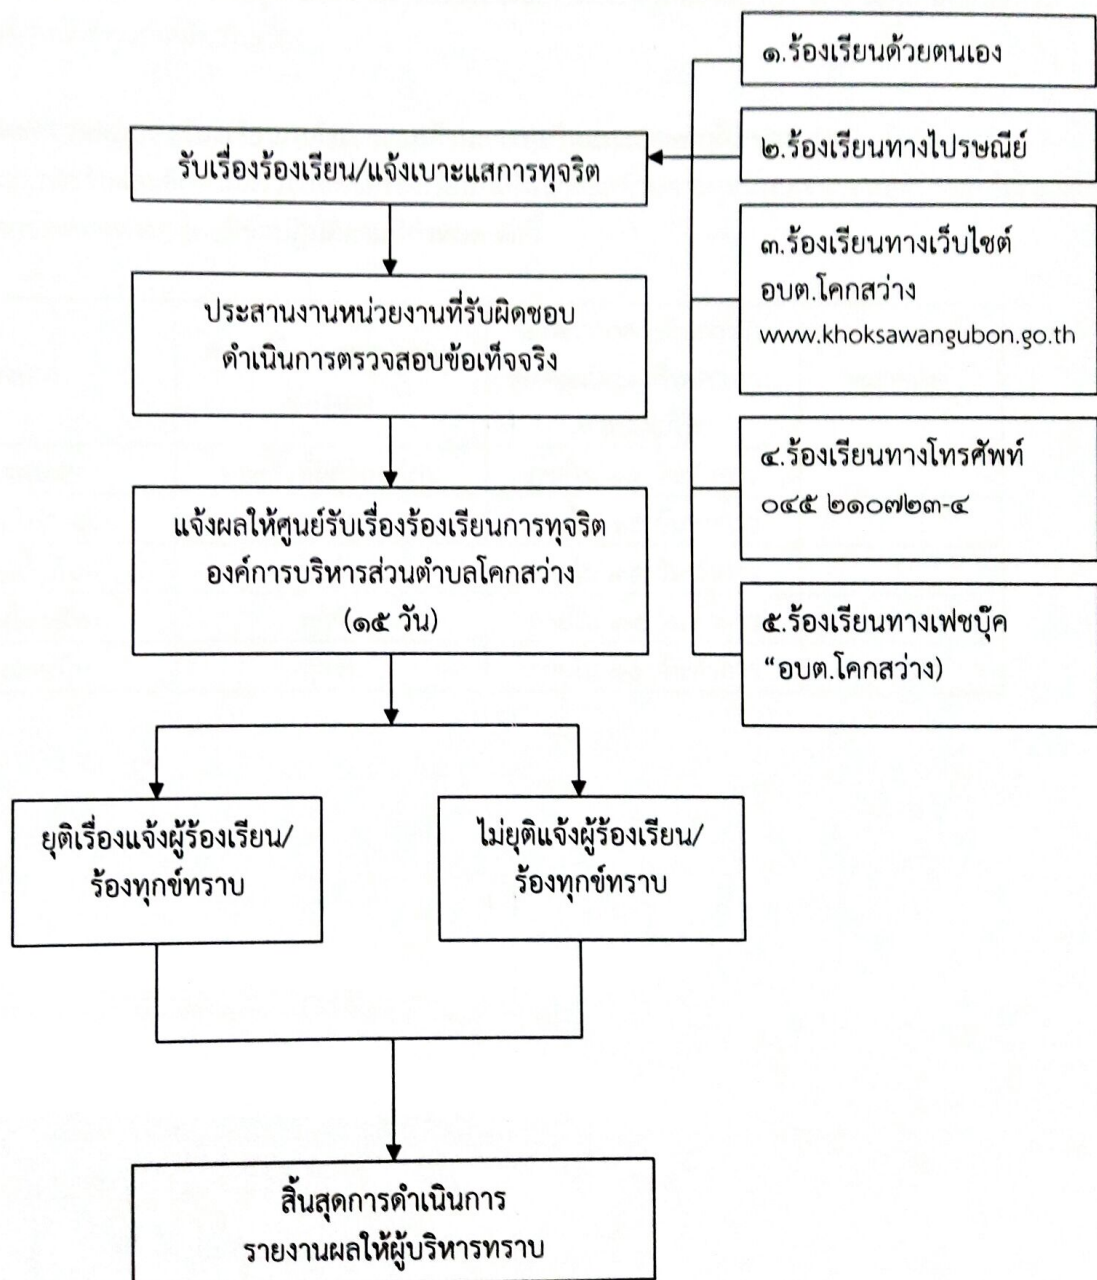 ๑.ร้องเรียนด้วยตนเอง
รับเรื่องร้องเรียน/แจ้งเบาะแสการทุจริต
๒.ร้องเรียนทางไปรษณีย์
๓.ร้องเรียนทางเว็บไซต์
อบต.โคกสว่าง
www.khoksawangubon.go.th
ประสานงานหน่วยงานที่รับผิดชอบ
ดำเนินการตรวจสอบข้อเท็จจริง
๔.ร้องเรียนทางโทรศัพท์
๐๔๕ ๒๑๐๗๒๓-๔
แจ้งผลให้ศูนย์รับเรื่องร้องเรียนการทุจริต
องค์การบริหารส่วนตำบลโคกสว่าง
(๑๕ วัน)
๕.ร้องเรียนทางเฟซบุ๊ค
“อบต.โคกสว่าง)
ยุติเรื่องแจ้งผู้ร้องเรียน/
ร้องทุกข์ทราบ
ไม่ยุติแจ้งผู้ร้องเรียน/
ร้องทุกข์ทราบ
สิ้นสุดการดำเนินการ
รายงานผลให้ผู้บริหารทราบ